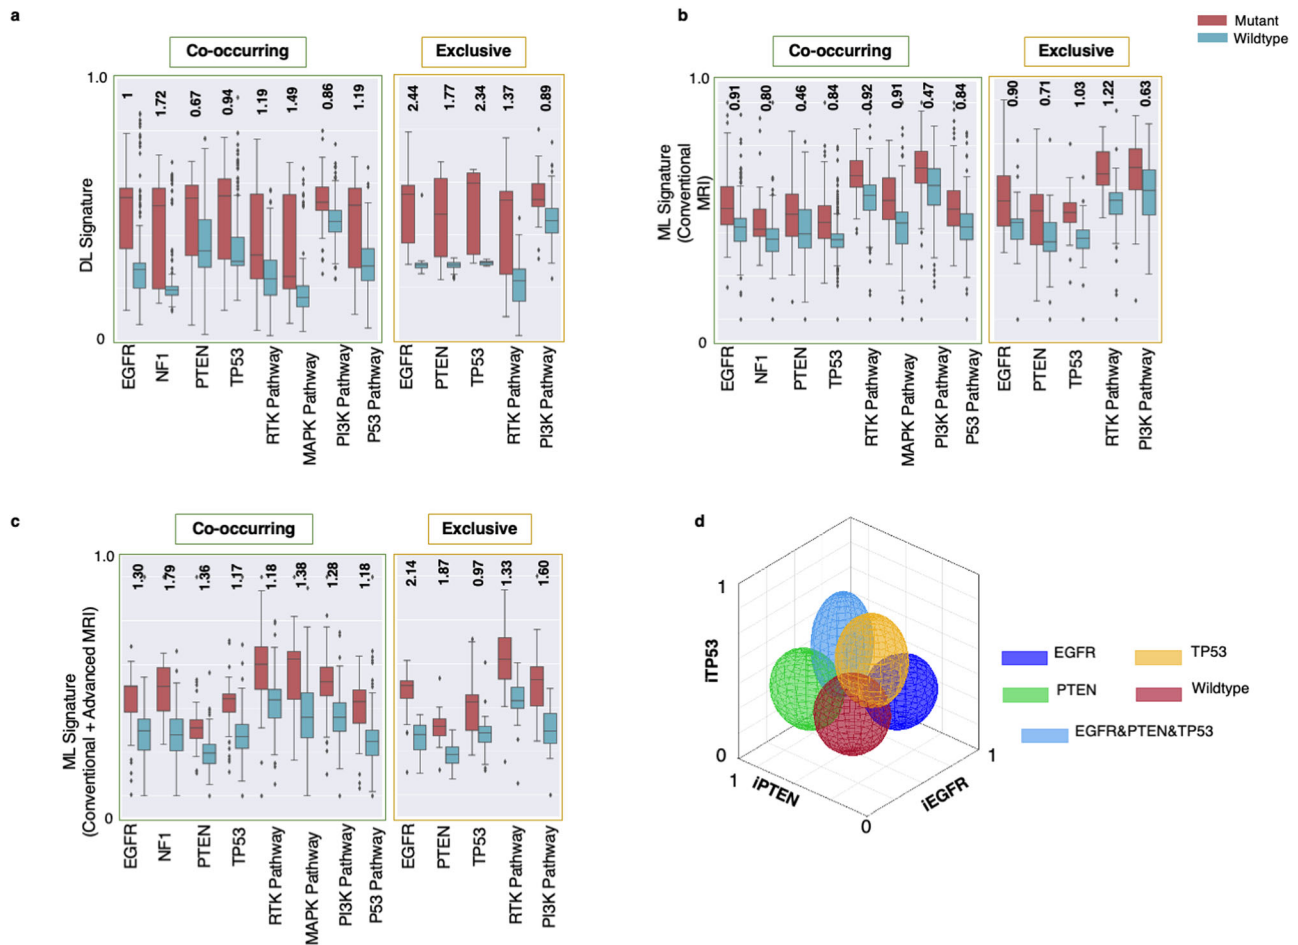 a
Co-occurring
Exclusive
1.0
1
1.72
0.67
0.94
1.19
1.49
0.86
1.19
2.44
1.77
2.34
1.37
0.89
DL Signature
0
EGFR
NF1
PTEN
TP53
RTK Pathway
MAPK Pathway
PI3K Pathway
P53 Pathway
EGFR
PTEN
TP53
RTK Pathway
PI3K Pathway
b
Co-occurring
Exclusive
Mutant
Wildtype
1.0
0.91
0.80
0.46
0.84
0.92
0.91
0.47
0.84
0.90
0.71
1.03
1.22
0.63
ML Signature
(Conventional
MRI)
0
EGFR
NF1
PTEN
TP53
RTK Pathway
MAPK Pathway
PI3K Pathway
P53 Pathway
EGFR
PTEN
TP53
RTK Pathway
PI3K Pathway
c
Co-occurring
Exclusive
1.0
1.30
1.79
1.36
1.17
1.18
1.38
1.28
1.18
2.14
1.87
0.97
1.33
1.60
ML Signature
(Conventional + Advanced MRI)
0
EGFR
NF1
PTEN
TP53
RTK Pathway
MAPK Pathway
PI3K Pathway
P53 Pathway
EGFR
PTEN
TP53
RTK Pathway
PI3K Pathway
d
1
iTP53
0
1
iPTEN
0
iEGFR
1
EGFR
TP53
PTEN
Wildtype
EGFR&PTEN&TP53